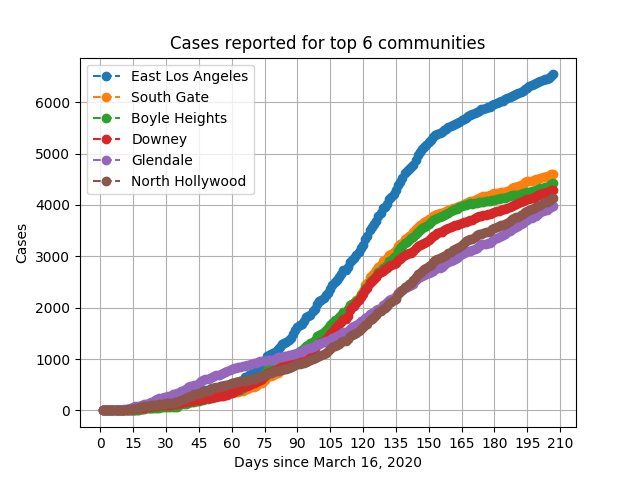 Cases reported for top 6 communities
East Los Angeles
South Gate
Boyle Heights
Downey
Glendale
North Hollywood
Cases
6000
5000
4000
3000
2000
1000
0
0 15 30 45 60 75 90 105 120 135 150 165 180 195 210
Days since March 16, 2020